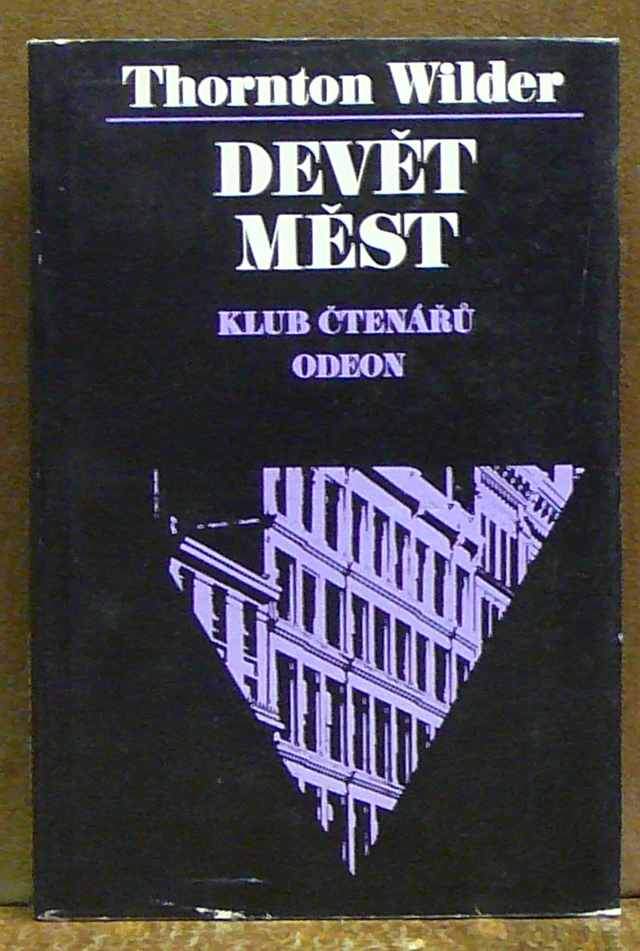 Thornton Wilder
DEVĚT
MĚST
KLUB ČTENÁŘŮ
ODEON